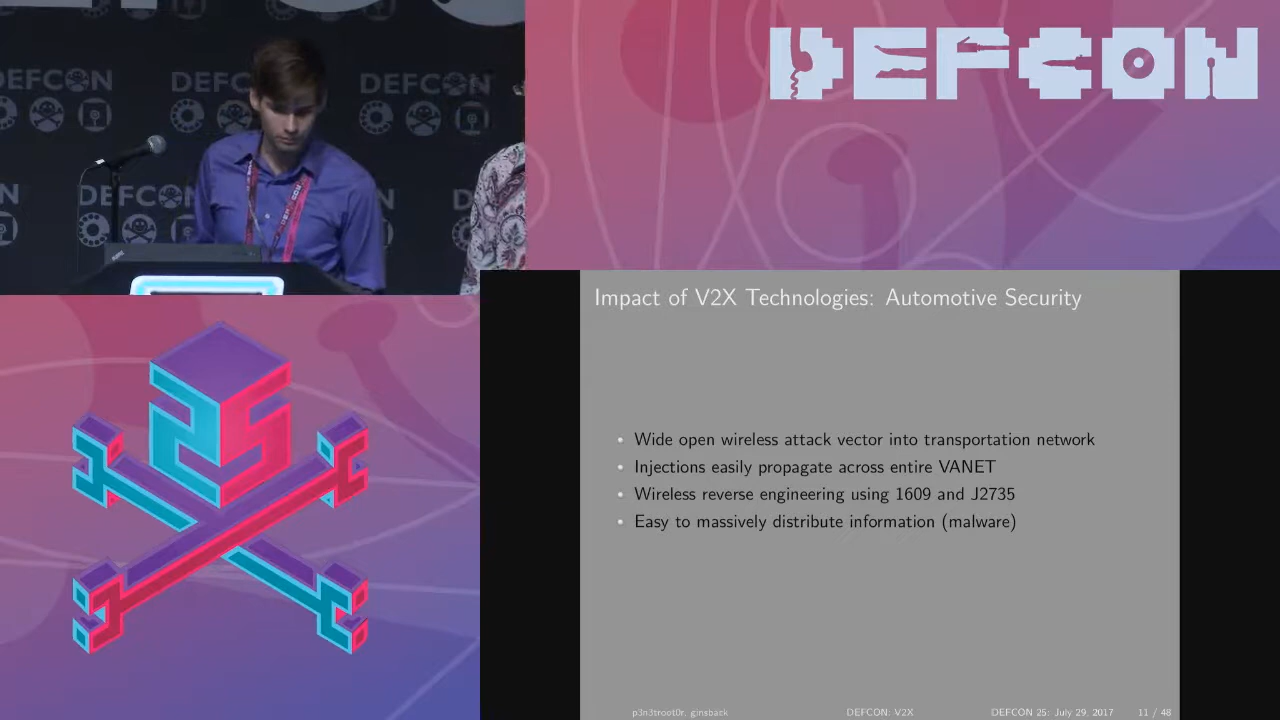 DEFCON
DEFCON
DEFCON
DEFCON
DEFCON
DEFCON
Impact of V2X Technologies: Automotive Security
• Wide open wireless attack vector into transportation network
• Injections easily propagate across entire VANET
• Wireless reverse engineering using 1609 and J2735
• Easy to massively distribute information (malware)
p3n3troot0r, ginsback DEFCON: V2X DEFCON 25: July 29, 2017 11 / 48